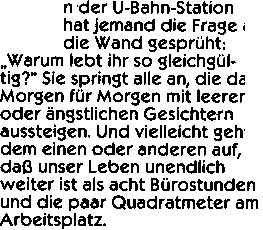 n der U-Bahn-Station
hat jemand die Frage
die Wand gesprüht:
„Warum lebt ihr so gleichgül-
tig?" Sie springt alle an, die da
Morgen für Morgen mit leerer
oder ängstlichen Gesichtern
aussteigen. Und vielleicht geh
dem einen oder anderen auf,
daß unser Leben unendlich
weiter ist als acht Bürostunden
und die paar Quadratmeter am
Arbeitsplatz.